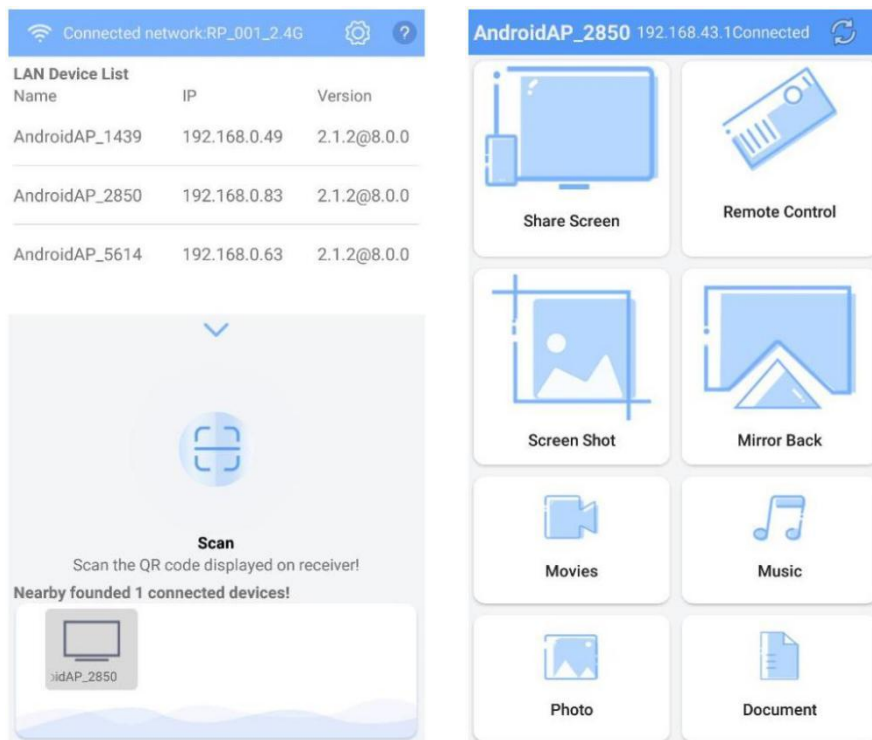 Connected network:RP_001_2.4G
?
LAN Device List
Name IP Version
AndroidAP_1439 192.168.0.49 2.1.2@8.0.0
AndroidAP_2850 192.168.0.83 2.1.2@8.0.0
AndroidAP_5614 192.168.0.63 2.1.2@8.0.0
Scan
Scan the QR code displayed on receiver!
Nearby founded 1 connected devices!
oidAP_2850
AndroidAP_2850 192.168.43.1Connected
Share Screen
Remote Control
Screen Shot
Mirror Back
Movies
Music
Photo
Document